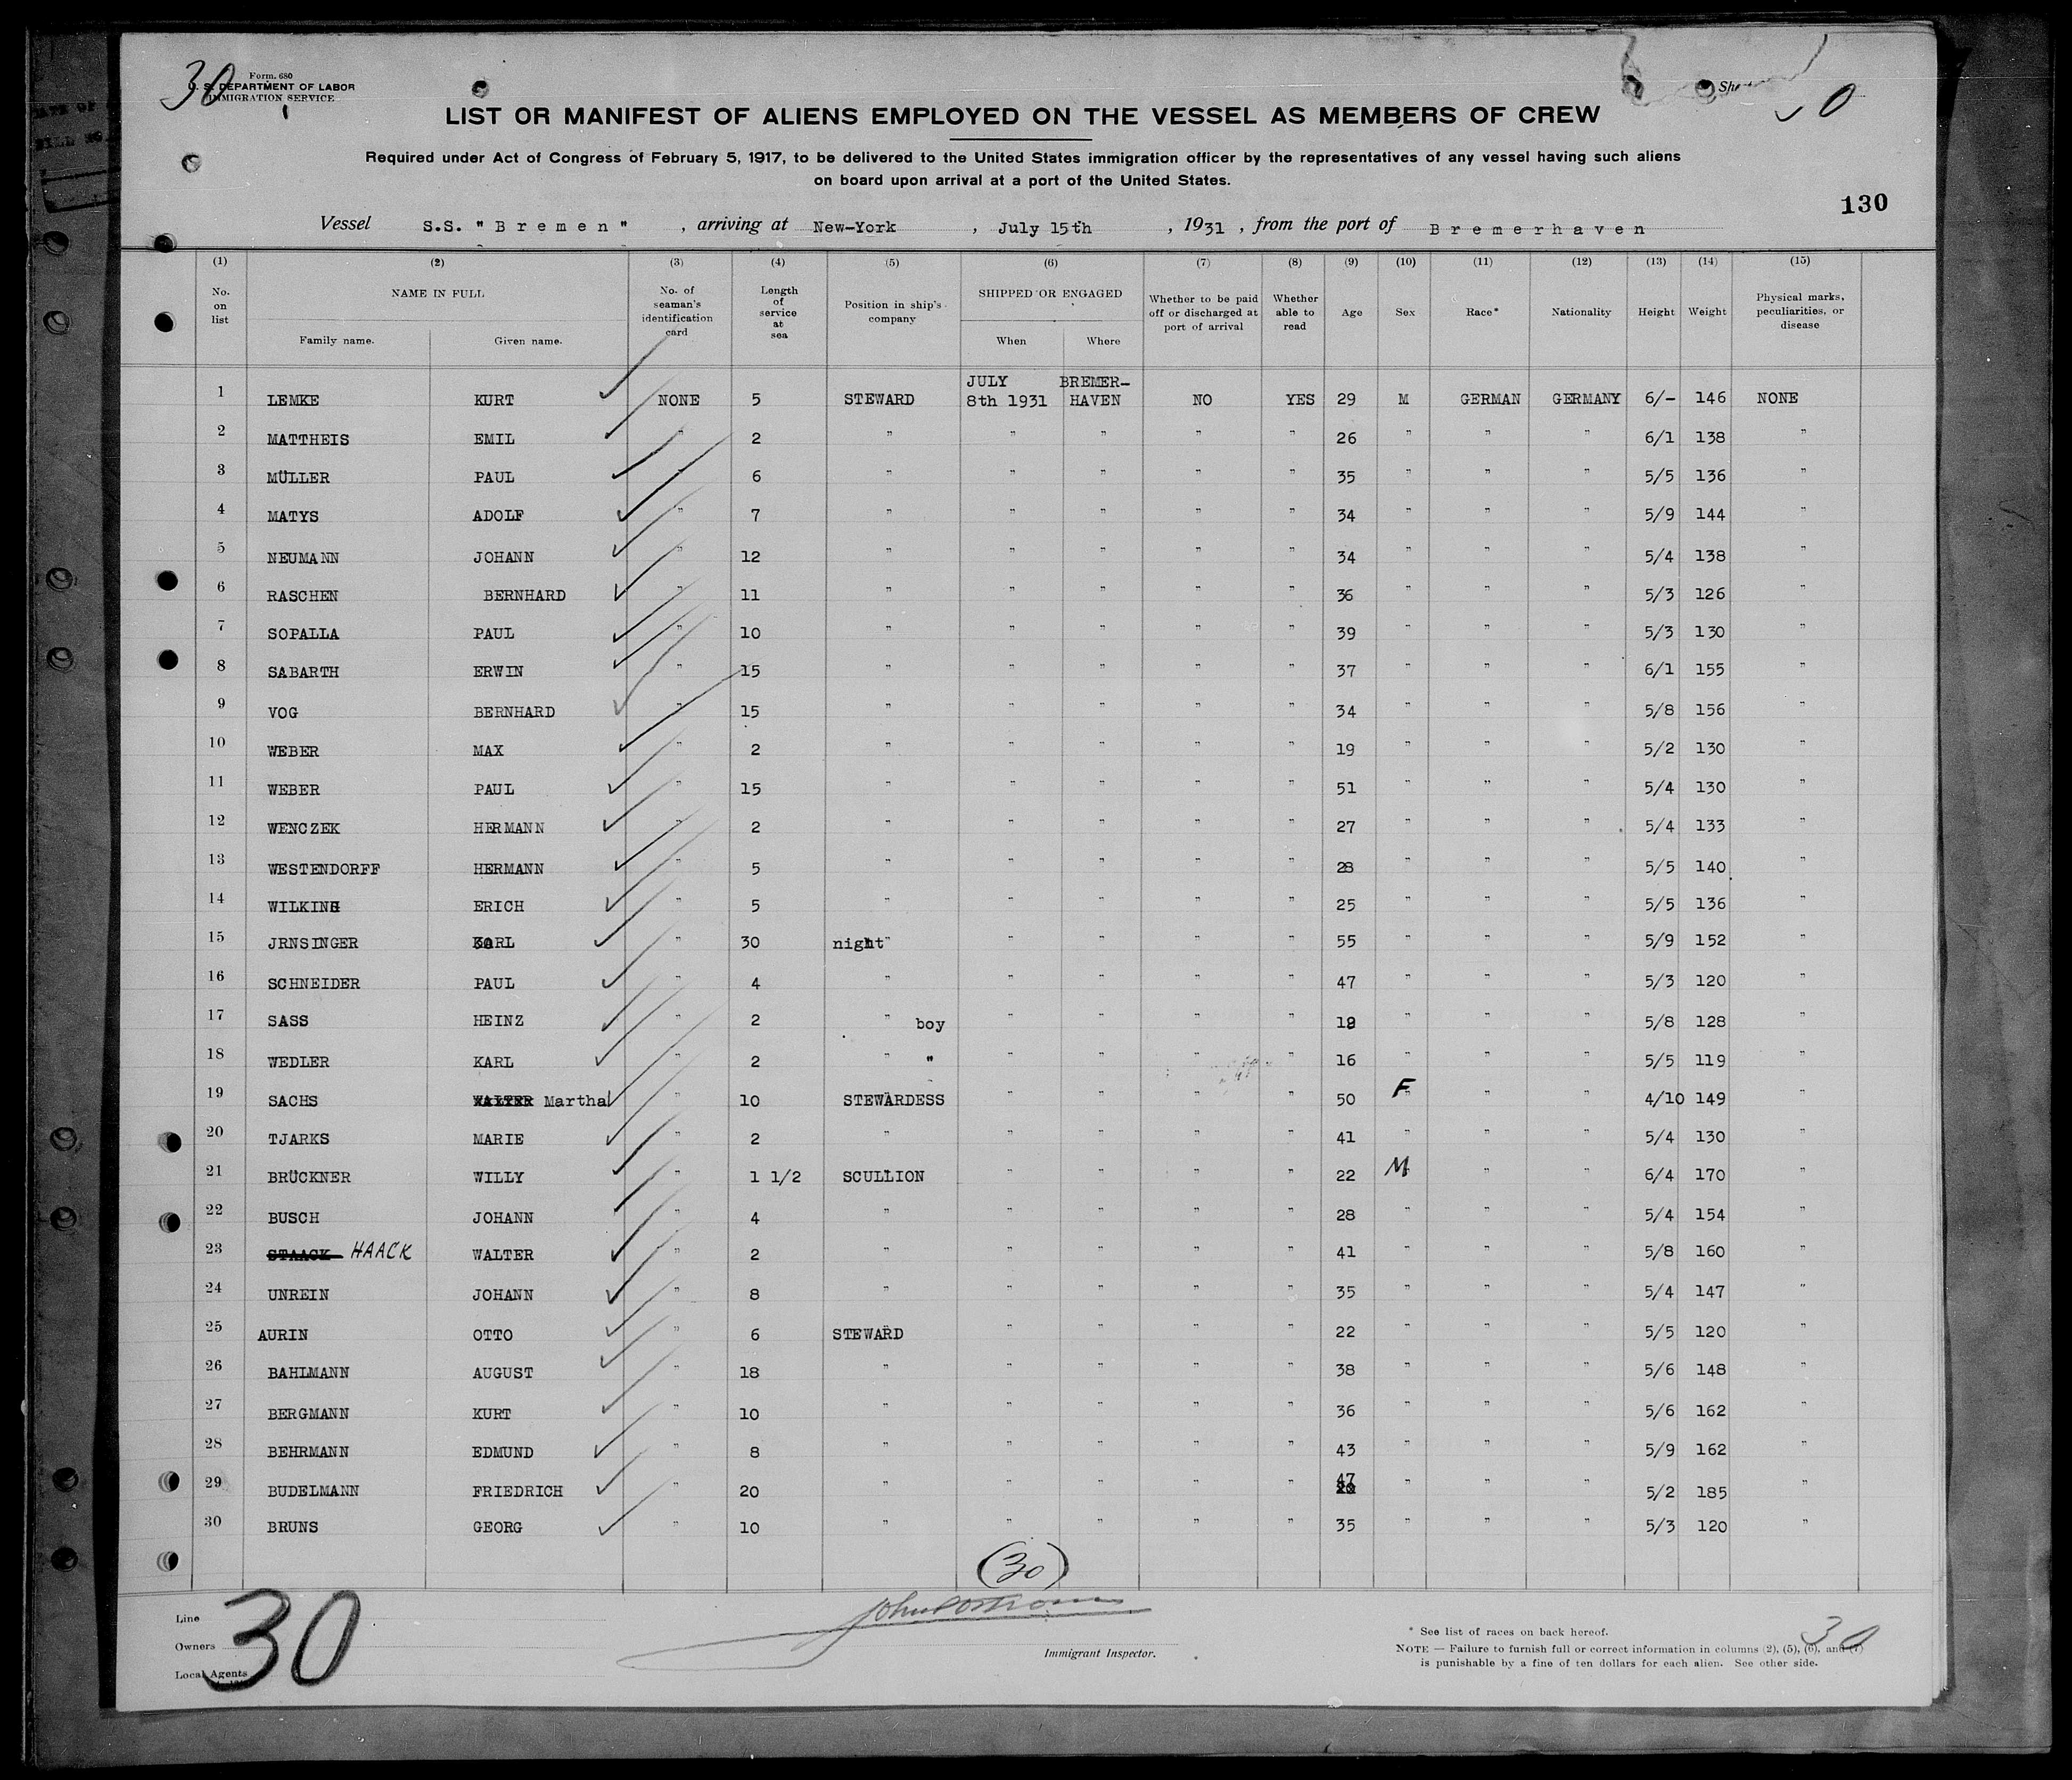 30
Form. 680
U. S. DEPARTMENT OF LABOR
IMMIGRATION SERVICE
LIST OR MANIFEST OF ALIENS EMPLOYED ON THE VESSEL AS MEMBERS OF CREW
Required under Act of Congress of February 5, 1917, to be delivered to the United States immigration officer by the representatives of any vessel having such aliens
on board upon arrival at a port of the United States.
130
Vessel S.S. "Bremen", arriving at New-York, July 15th, 1931, from the port of Bremerhaven
(1) (2) (3) (4) (5) (6) (7) (8) (9) (10) (11) (12) (13) (14) (15)
No. on list NAME IN FULL Family name. Given name. No. of seaman's identification card Length of service at sea Position in ship's company SHIPPED OR ENGAGED When Where Whether to be paid off or discharged at port of arrival Whether able to read Age Sex Race* Nationality Height Weight Physical marks, peculiarities, or disease
JULY BREMER-
1 LEMKE KURT NONE 5 STEWARD 8th 1931 HAVEN NO YES 29 M GERMAN GERMANY 6/- 146 NONE
2 MATTHEIS EMIL " 2 " " " " " 26 " " " 6/1 138 "
3 MÜLLER PAUL " 6 " " " " " 35 " " " 5/5 136 "
4 MATYS ADOLF " 7 " " " " " 34 " " " 5/9 144 "
5 NEUMANN JOHANN " 12 " " " " " 34 " " " 5/4 138 "
6 RASCHEN BERNHARD " 11 " " " " " 36 " " " 5/3 126 "
7 SOPALLA PAUL " 10 " " " " " 39 " " " 5/3 130 "
8 SABARTH ERWIN " 15 " " " " " 37 " " " 6/1 155 "
9 VOG BERNHARD " 15 " " " " " 34 " " " 5/8 156 "
10 WEBER MAX " 2 " " " " " 19 " " " 5/2 130 "
11 WEBER PAUL " 15 " " " " " 51 " " " 5/4 130 "
12 WENCZEK HERMANN " 2 " " " " " 27 " " " 5/4 133 "
13 WESTENDORFF HERMANN " 5 " " " " " 28 " " " 5/5 140 "
14 WILKING ERICH " 5 " " " " " 25 " " " 5/5 136 "
15 JRNSINGER KARL " 30 night" " " " " 55 " " " 5/9 152 "
16 SCHNEIDER PAUL " 4 " " " " " 47 " " " 5/3 120 "
17 SASS HEINZ " 2 " boy " " " " " " " 5/8 128 "
18 WEDLER KARL " 2 " " " " " " 16 " " " 5/5 119 "
19 SACHS WALTER Martha " 10 STEWARDESS " " " " 50 F " " 4/10 149 "
20 TJARKS MARIE " 2 " " " " " 41 " " " 5/4 130 "
21 BRÜCKNER WILLY " 1 1/2 SCULLION " " " " 22 M " " 6/4 170 "
22 BUSCH JOHANN " 4 " " " " " 28 " " " 5/4 154 "
23 STAACK HAACK WALTER " 2 " " " " " 41 " " " 5/8 160 "
24 UNREIN JOHANN " 8 " " " " " 35 " " " 5/4 147 "
25 AURIN OTTO " 6 STEWARD " " " " 22 " " " 5/5 120 "
26 BAHLMANN AUGUST " 18 " " " " " 38 " " " 5/6 148 "
27 BERGMANN KURT " 10 " " " " " 36 " " " 5/6 162 "
28 BEHRMANN EDMUND " 8 " " " " " 43 " " " 5/9 162 "
29 BUDELMANN FRIEDRICH " 20 " " " " " 47 " " " 5/2 185 "
30 BRUNS GEORG " 10 " " " " " 35 " " " 5/3 120 "
(30)
Line
Owners
Local Agents
30
Immigrant Inspector.
* See list of races on back hereof.
NOTE — Failure to furnish full or correct information in columns (2), (5), (6), and (7)
is punishable by a fine of ten dollars for each alien. See other side.
30